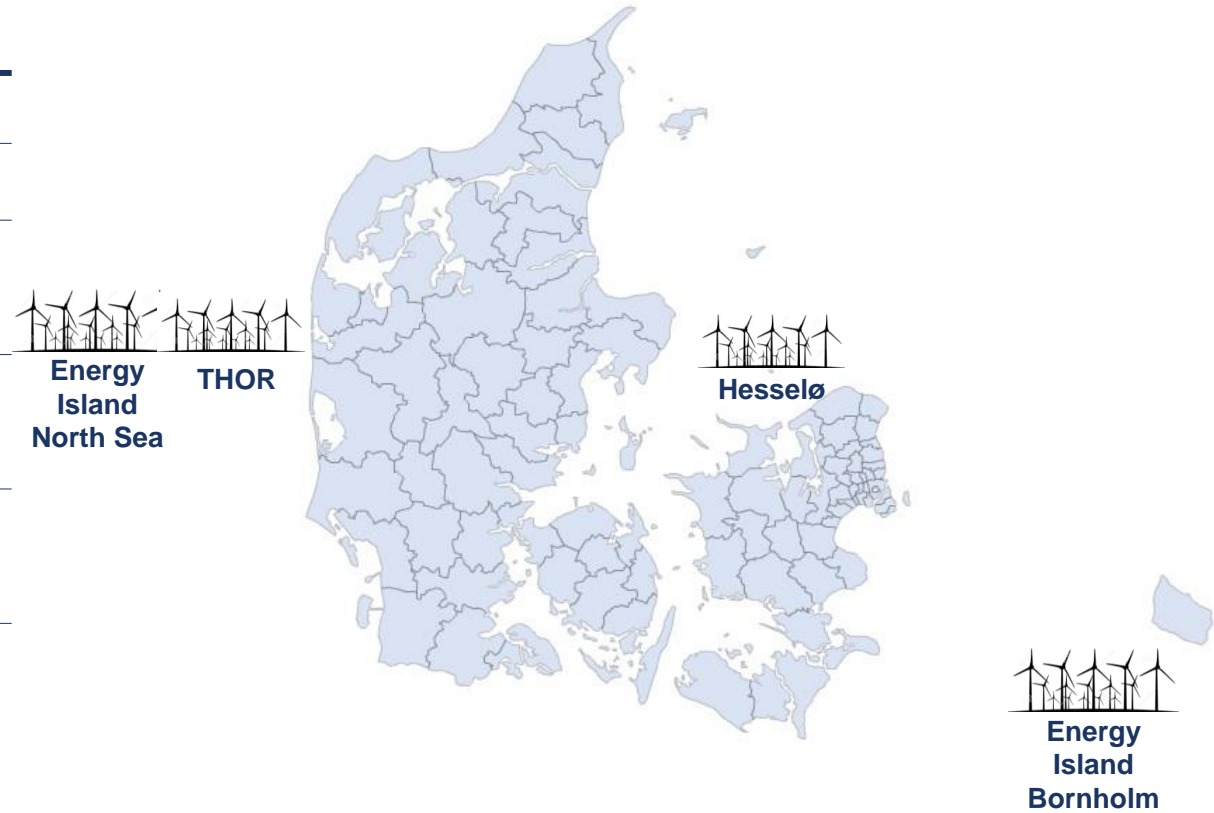 Energy
Island
North Sea
THOR
Hesselø
Energy
Island
Bornholm